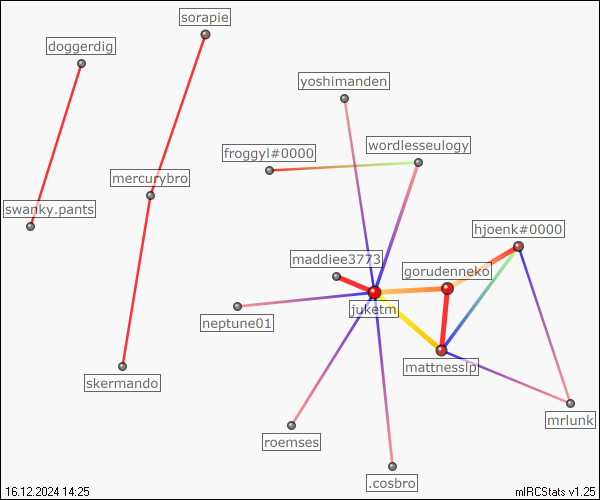 sorapie
doggerdig
yoshimanden
wordlesseulogy
froggyl#0000
mercurybro
swanky.pants
hjoenk#0000
maddiee3773
gorudenneko
juketm
neptune01
mattnesslp
skermando
mrlunk
roemses
.cosbro
16.12.2024 14:25
mIRCStats v1.25